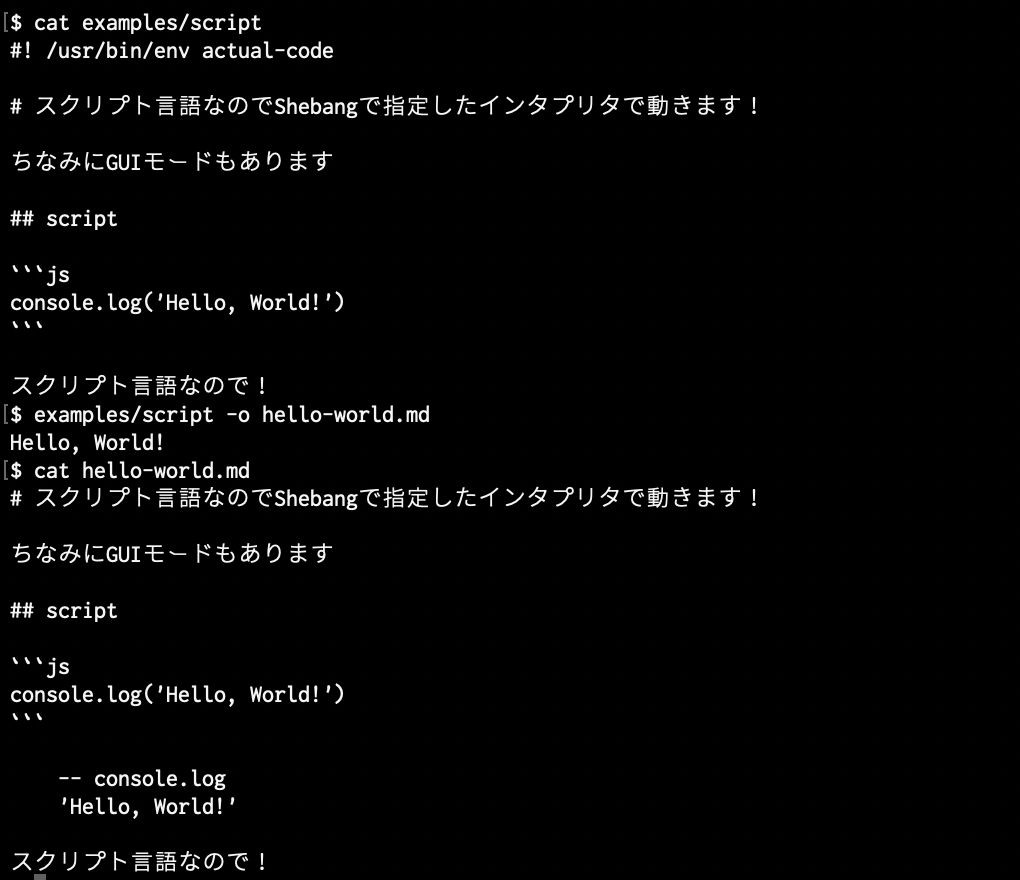 [$ cat examples/script
#! /usr/bin/env actual-code
# スクリプト言語なのでShebangで指定したインタプリタで動きます！
ちなみにGUIモードもあります
## script
```js
console.log('Hello, World!')
```
スクリプト言語なので！
[$ examples/script -o hello-world.md
Hello, World!
[$ cat hello-world.md
# スクリプト言語なのでShebangで指定したインタプリタで動きます！
ちなみにGUIモードもあります
## script
```js
console.log('Hello, World!')
```
-- console.log
'Hello, World!'
スクリプト言語なので！